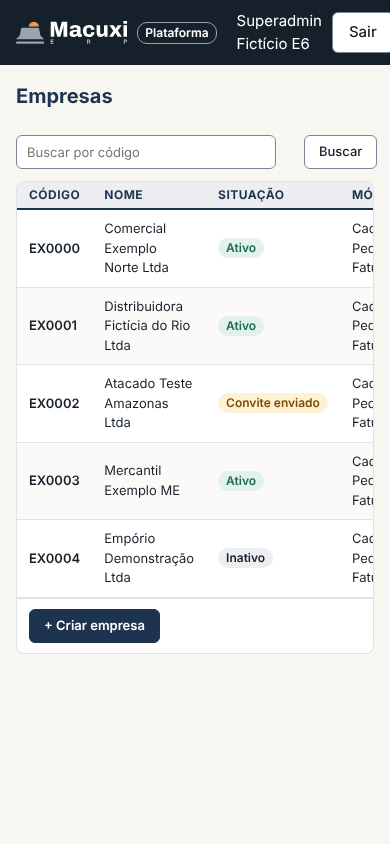 Macuxi
E R P
Plataforma
Superadmin
Fictício E6
Sair
Empresas
Buscar por código
Buscar
CÓDIGO NOME SITUAÇÃO
EX0000 Comercial Exemplo Norte Ltda Ativo
EX0001 Distribuidora Fictícia do Rio Ltda Ativo
EX0002 Atacado Teste Amazonas Ltda Convite enviado
EX0003 Mercantil Exemplo ME Ativo
EX0004 Empório Demonstração Ltda Inativo
+ Criar empresa